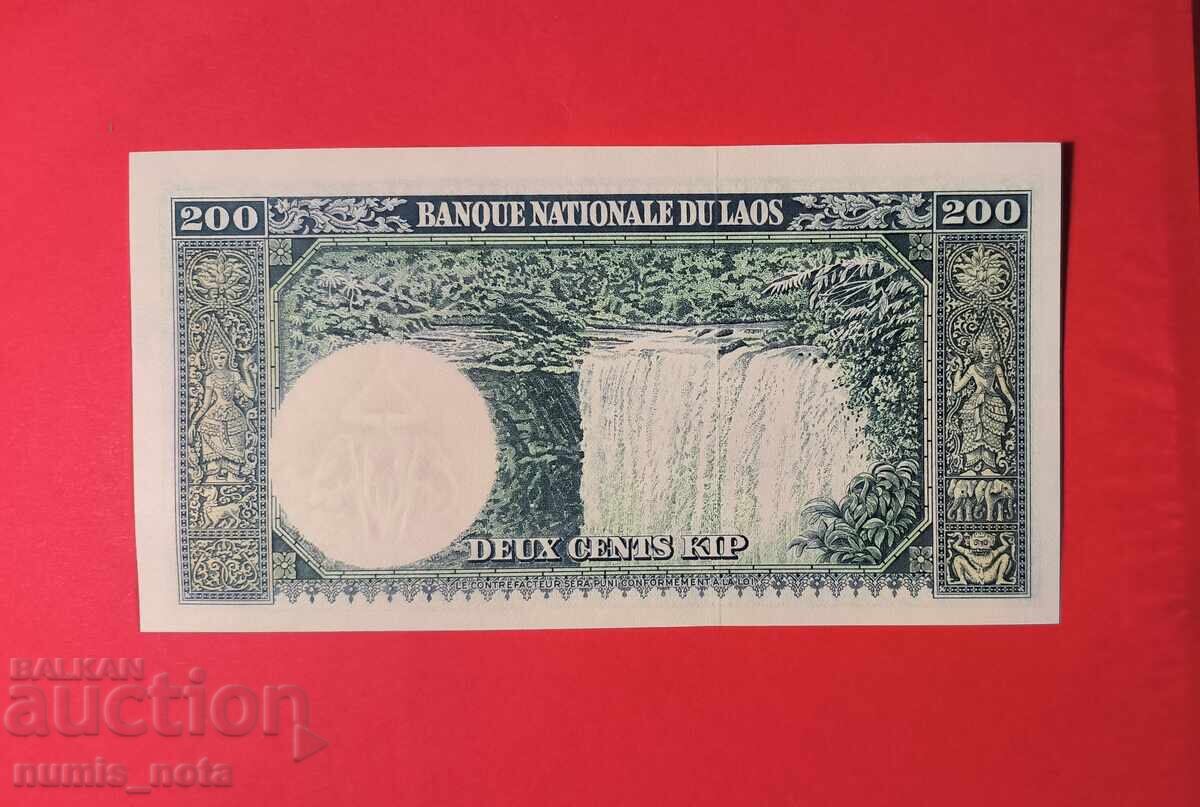 200 BANQUE NATIONALE DU LAOS 200
DEUX CENTS KIP
LE CONTREFACTEUR SERA PUNI CONFORMEMENT A LA LOI
BALKAN
auction
numis_nota